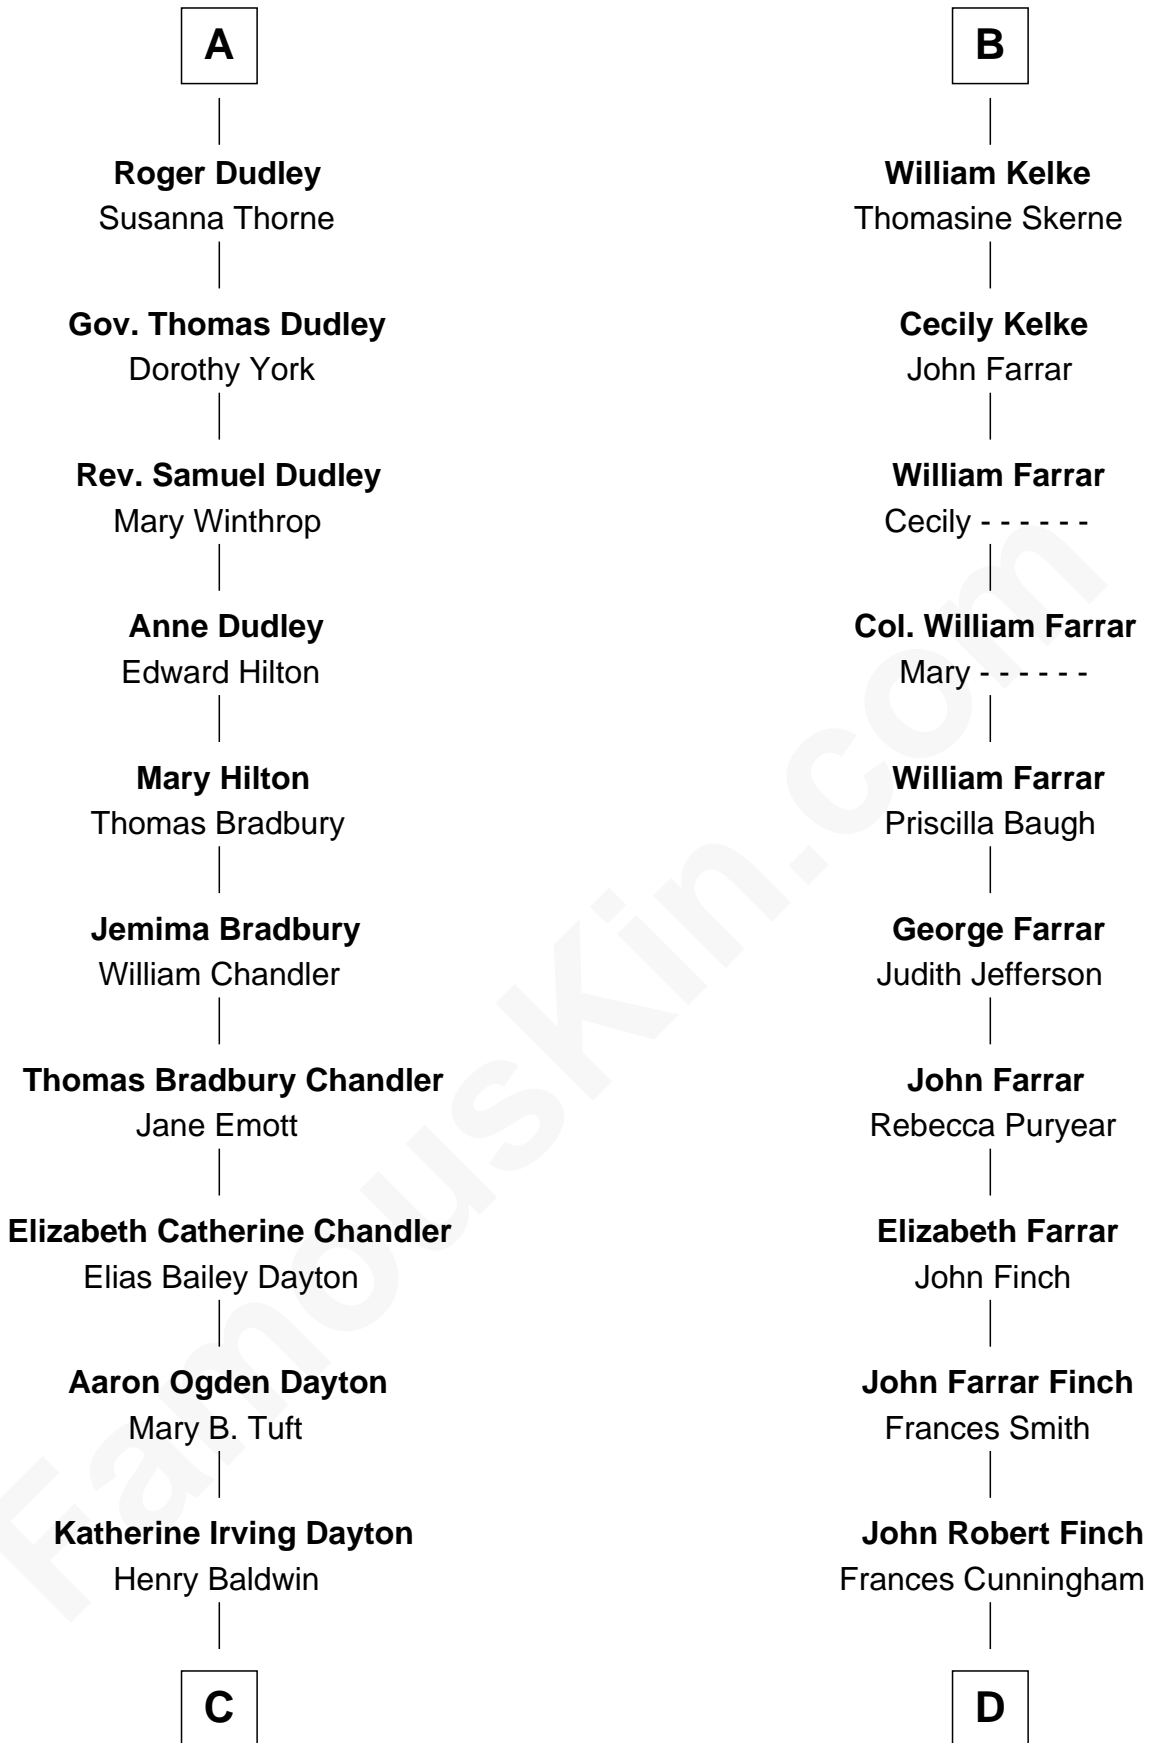 A
Roger Dudley
Susanna Thorne
Gov. Thomas Dudley
Dorothy York
Rev. Samuel Dudley
Mary Winthrop
Anne Dudley
Edward Hilton
Mary Hilton
Thomas Bradbury
Jemima Bradbury
William Chandler
Thomas Bradbury Chandler
Jane Emott
Elizabeth Catherine Chandler
Elias Bailey Dayton
Aaron Ogden Dayton
Mary B. Tuft
Katherine Irving Dayton
Henry Baldwin
C
B
William Kelke
Thomasine Skerne
Cecily Kelke
John Farrar
William Farrar
Cecily - - - - - -
Col. William Farrar
Mary - - - - - -
William Farrar
Priscilla Baugh
George Farrar
Judith Jefferson
John Farrar
Rebecca Puryear
Elizabeth Farrar
John Finch
John Farrar Finch
Frances Smith
John Robert Finch
Frances Cunningham
D
FamousKin.com